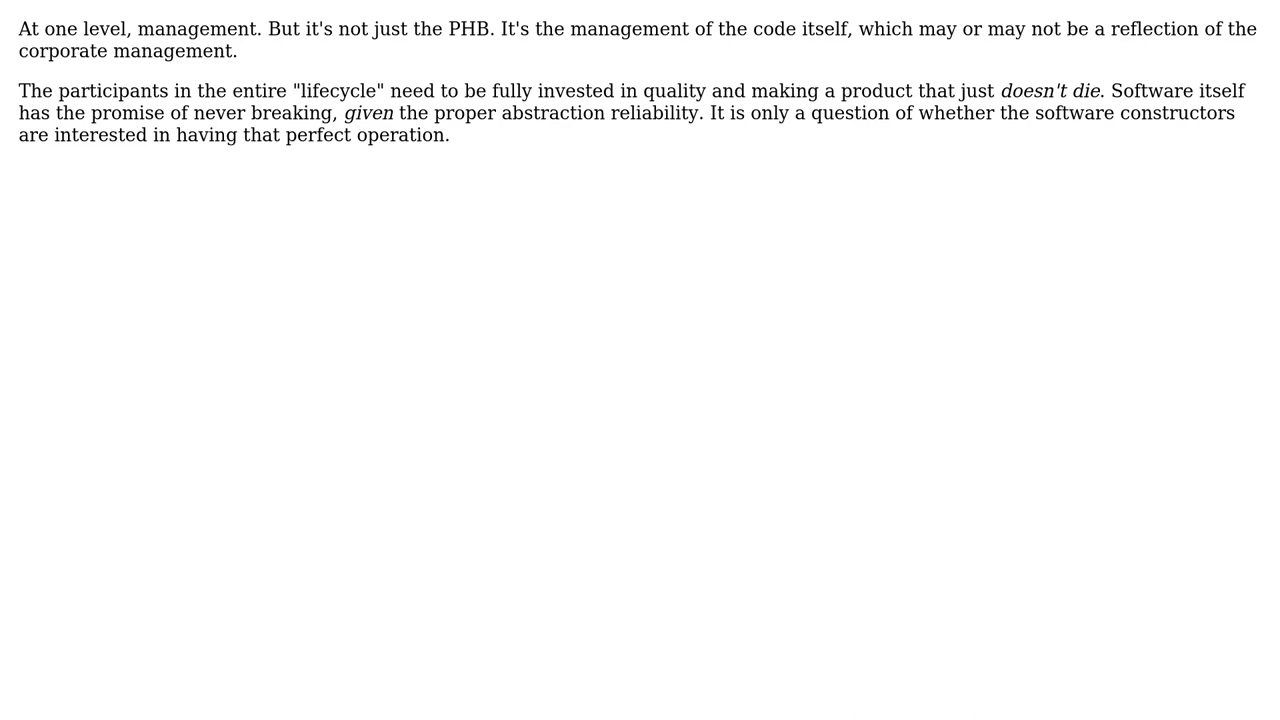 At one level, management. But it's not just the PHB. It's the management of the code itself, which may or may not be a reflection of the
corporate management.
The participants in the entire "lifecycle" need to be fully invested in quality and making a product that just doesn't die. Software itself
has the promise of never breaking, given the proper abstraction reliability. It is only a question of whether the software constructors
are interested in having that perfect operation.